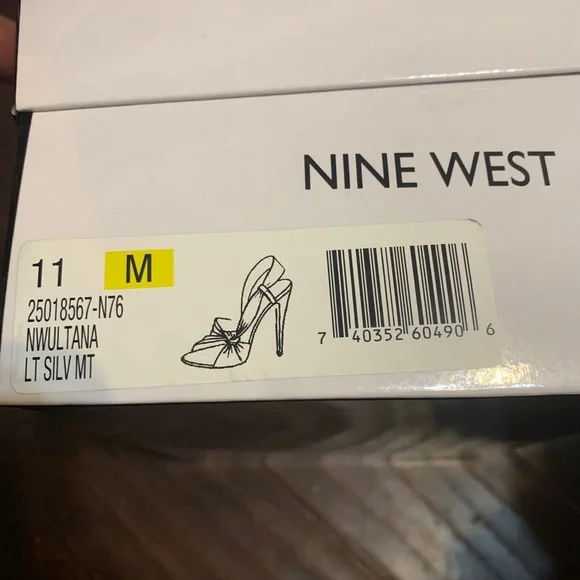 NINE WEST
11 M
25018567-N76
NWULTANA
LT SILV MT
7 40352 60490 6